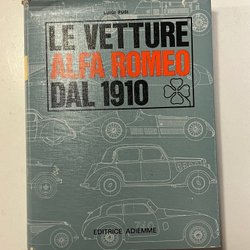 LUIGI FUSI
LE VETTURE
ALFA ROMEO
DAL 1910
EDITRICE ADIEMME